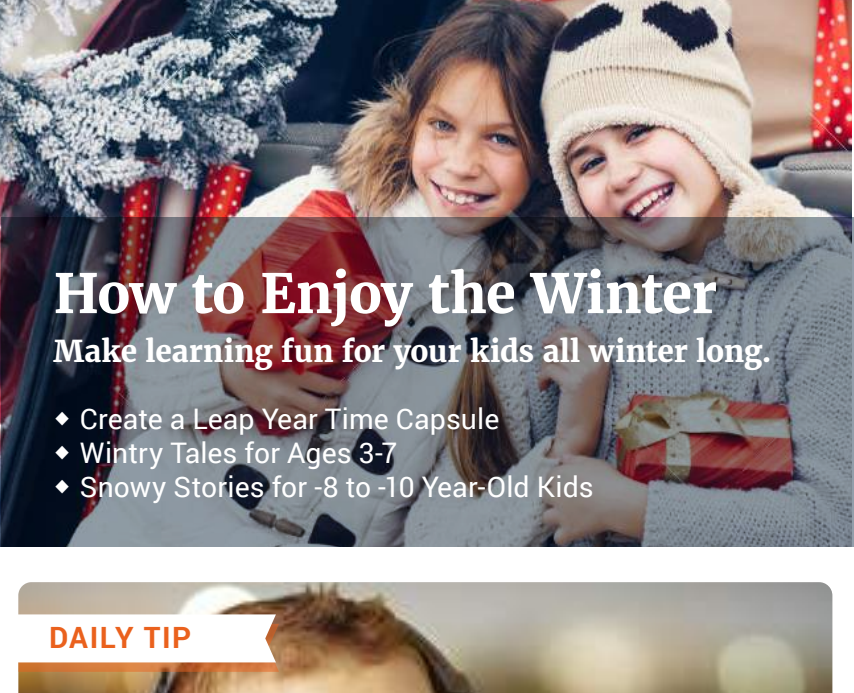 How to Enjoy the Winter
Make learning fun for your kids all winter long.
◆ Create a Leap Year Time Capsule
◆ Wintry Tales for Ages 3-7
◆ Snowy Stories for -8 to -10 Year-Old Kids
DAILY TIP